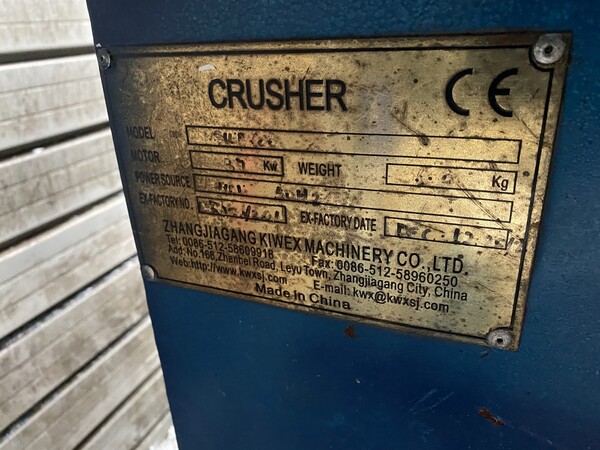 CRUSHER CE
MODEL
MOTOR Kw WEIGHT Kg
POWER SOURCE
EX-FACTORY NO. EX-FACTORY DATE
ZHANGJIAGANG KIWEX MACHINERY CO.,LTD.
Tel: 0086-512-58609918 Fax: 0086-512-58960250
Add: No.168, Zhanbei Road, Leyu Town, Zhangjiagang City, China
Web:http://www.kwxsj.com E-mail: kwx@kwxsj.com
Made in China